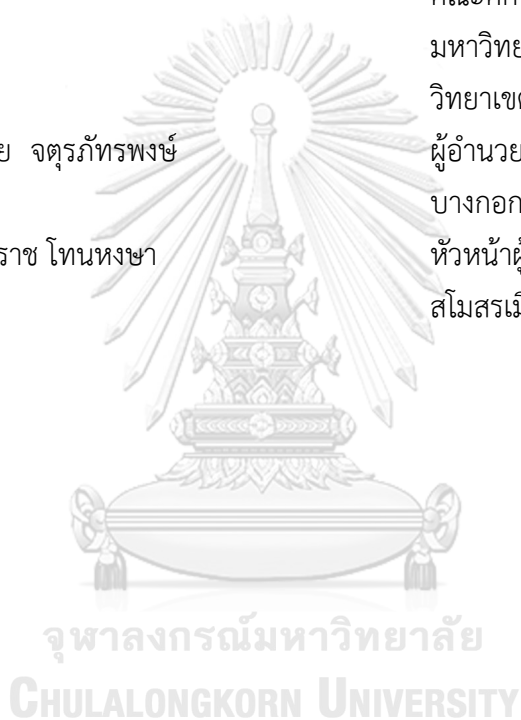 มหาวิทย
วิทยาเขต
ย จตุรภัทรพงษ์
ผู้อำนวย
บางกอก
ราช โทนหงษา
หัวหน้าผู้
สโมสรเมื
จุฬาลงกรณ์มหาวิทยาลัย
CHULALONGKORN UNIVERSITY